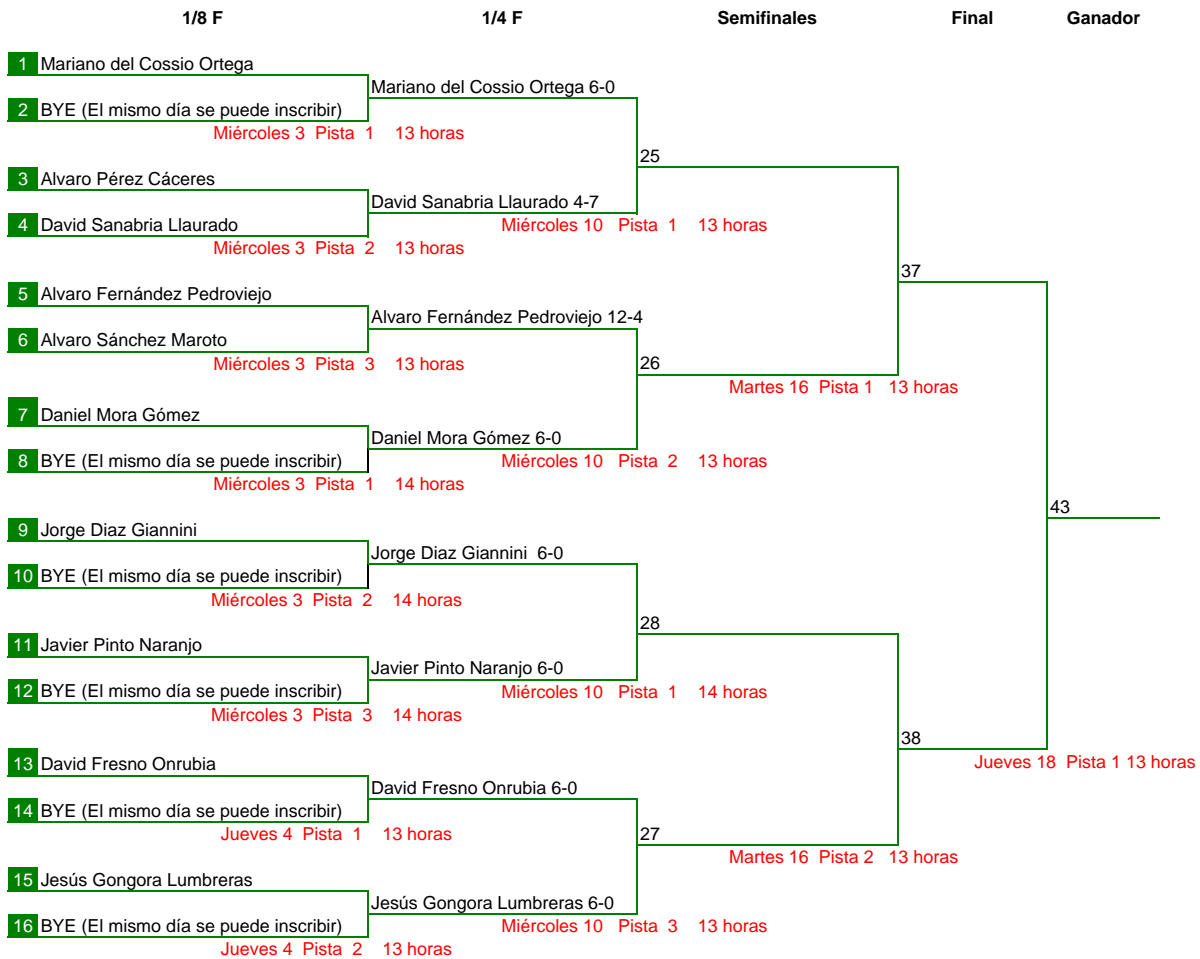 1/8 F 1/4 F Semifinales Final Ganador
1 Mariano del Cossio Ortega
Mariano del Cossio Ortega 6-0
2 BYE (El mismo día se puede inscribir)
Miércoles 3 Pista 1 13 horas
25
3 Alvaro Pérez Cáceres
David Sanabria Llaurado 4-7
4 David Sanabria Llaurado
Miércoles 10 Pista 1 13 horas
Miércoles 3 Pista 2 13 horas
37
5 Alvaro Fernández Pedroviejo
Alvaro Fernández Pedroviejo 12-4
6 Alvaro Sánchez Maroto
Miércoles 3 Pista 3 13 horas
26
Martes 16 Pista 1 13 horas
7 Daniel Mora Gómez
Daniel Mora Gómez 6-0
8 BYE (El mismo día se puede inscribir)
Miércoles 10 Pista 2 13 horas
Miércoles 3 Pista 1 14 horas
43
9 Jorge Diaz Giannini
Jorge Diaz Giannini 6-0
10 BYE (El mismo día se puede inscribir)
Miércoles 3 Pista 2 14 horas
28
11 Javier Pinto Naranjo
Javier Pinto Naranjo 6-0
12 BYE (El mismo día se puede inscribir)
Miércoles 10 Pista 1 14 horas
Miércoles 3 Pista 3 14 horas
38
13 David Fresno Onrubia
Jueves 18 Pista 1 13 horas
David Fresno Onrubia 6-0
14 BYE (El mismo día se puede inscribir)
Jueves 4 Pista 1 13 horas
27
Martes 16 Pista 2 13 horas
15 Jesús Gongora Lumbreras
Jesús Gongora Lumbreras 6-0
16 BYE (El mismo día se puede inscribir)
Miércoles 10 Pista 3 13 horas
Jueves 4 Pista 2 13 horas